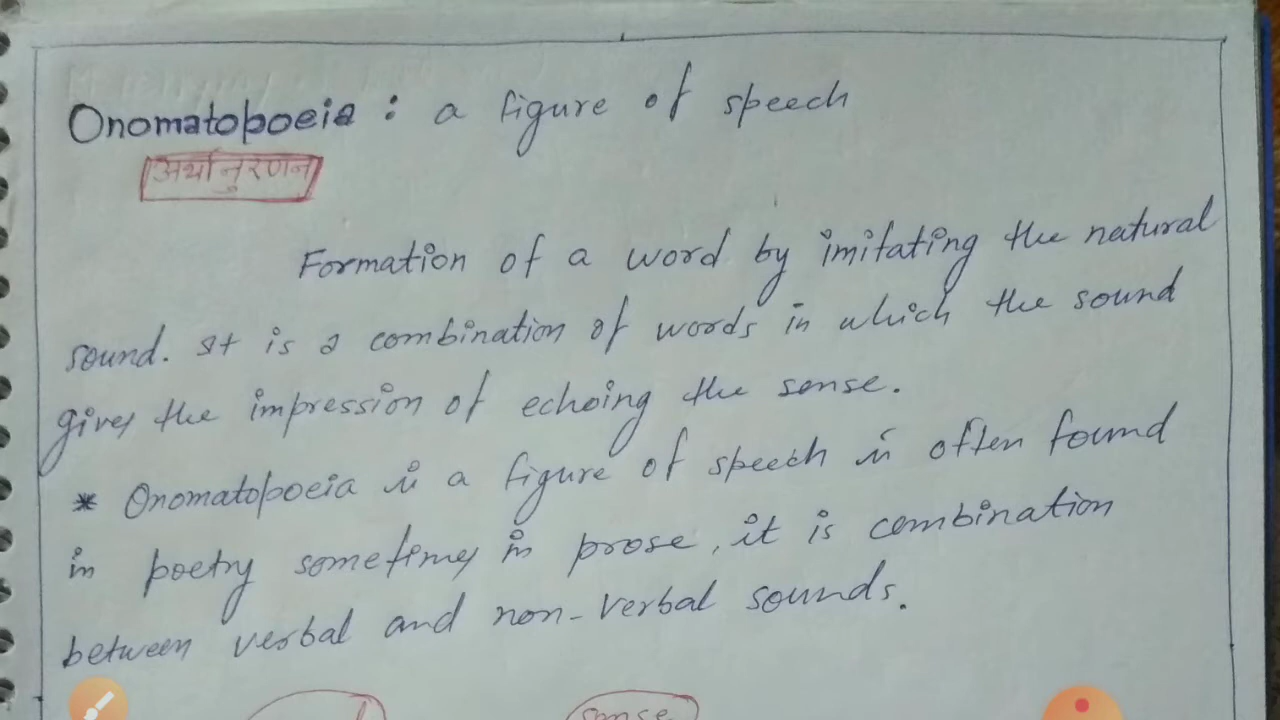 Onomatopoeia : a figure of speech
अर्थानुरणन
Formation of a word by imitating the natural
sound. It is a combination of words in which the sound
gives the impression of echoing the sense.
* Onomatopoeia is a figure of speech is often found
in poetry sometimes in prose, it is combination
between verbal and non-verbal sounds.
sense